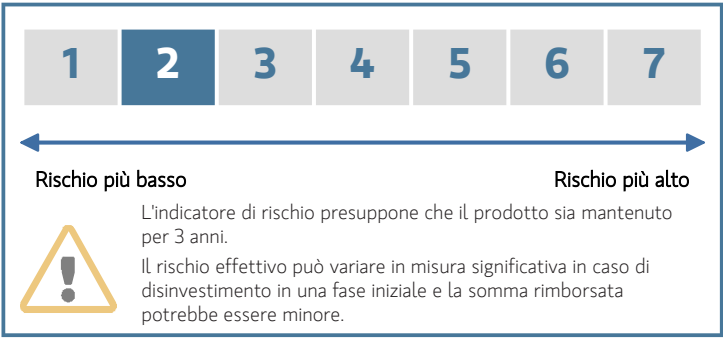 1 2 3 4 5 6 7
Rischio più basso Rischio più alto
L'indicatore di rischio presuppone che il prodotto sia mantenuto
per 3 anni.
Il rischio effettivo può variare in misura significativa in caso di
disinvestimento in una fase iniziale e la somma rimborsata
potrebbe essere minore.